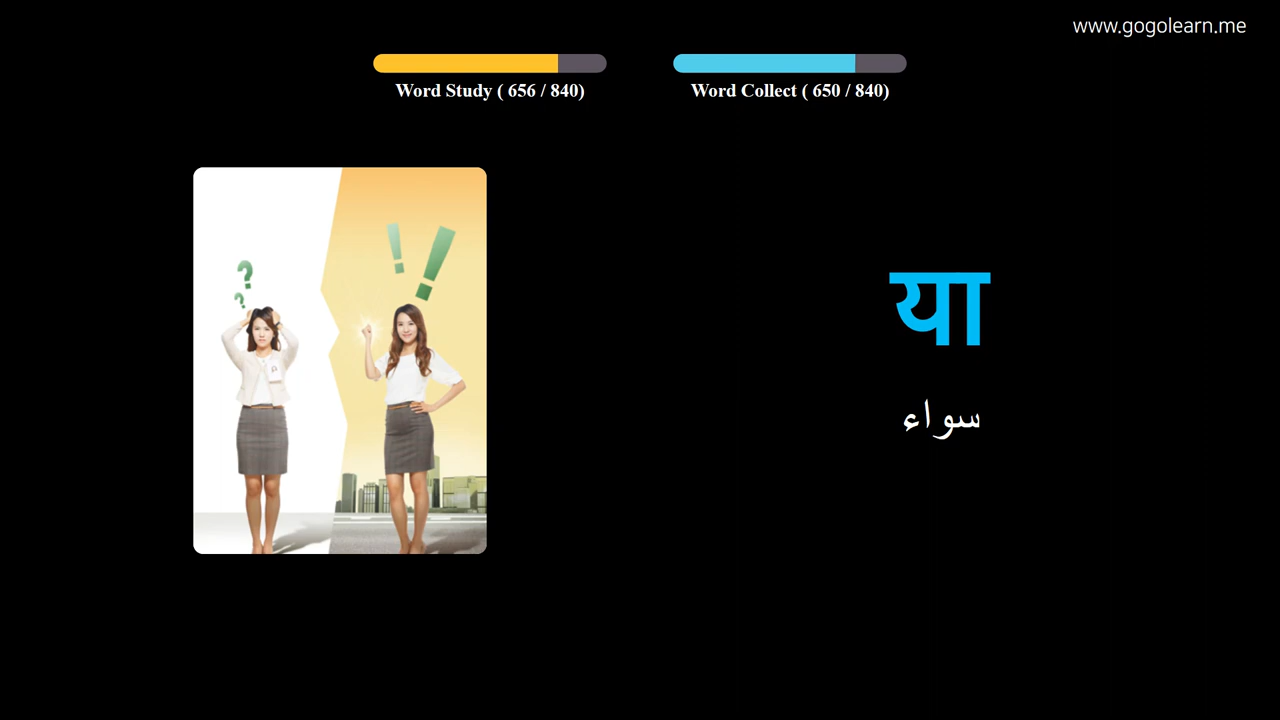 www.gogolearn.me
Word Study ( 656 / 840)
Word Collect ( 650 / 840)
? ?
! !
या
سواء